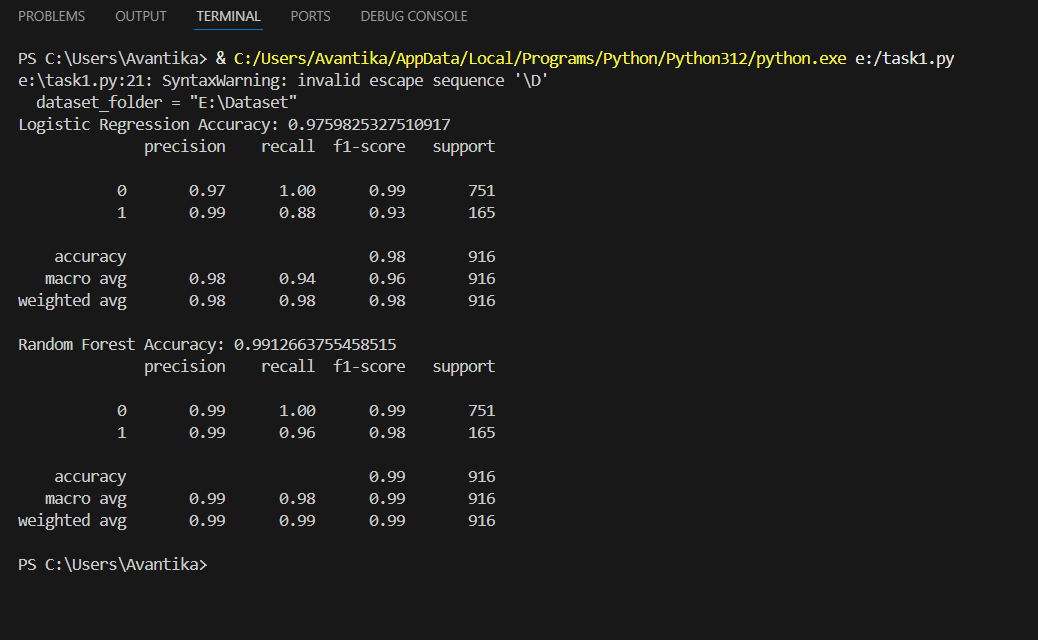 PROBLEMS OUTPUT TERMINAL PORTS DEBUG CONSOLE
PS C:\Users\Avantika> & C:/Users/Avantika/AppData/Local/Programs/Python/Python312/python.exe e:/task1.py
e:\task1.py:21: SyntaxWarning: invalid escape sequence '\D'
  dataset_folder = "E:\Dataset"
Logistic Regression Accuracy: 0.9759825327510917
              precision    recall  f1-score   support

           0       0.97      1.00      0.99       751
           1       0.99      0.88      0.93       165

    accuracy                           0.98       916
   macro avg       0.98      0.94      0.96       916
weighted avg       0.98      0.98      0.98       916

Random Forest Accuracy: 0.9912663755458515
              precision    recall  f1-score   support

           0       0.99      1.00      0.99       751
           1       0.99      0.96      0.98       165

    accuracy                           0.99       916
   macro avg       0.99      0.98      0.99       916
weighted avg       0.99      0.99      0.99       916

PS C:\Users\Avantika>